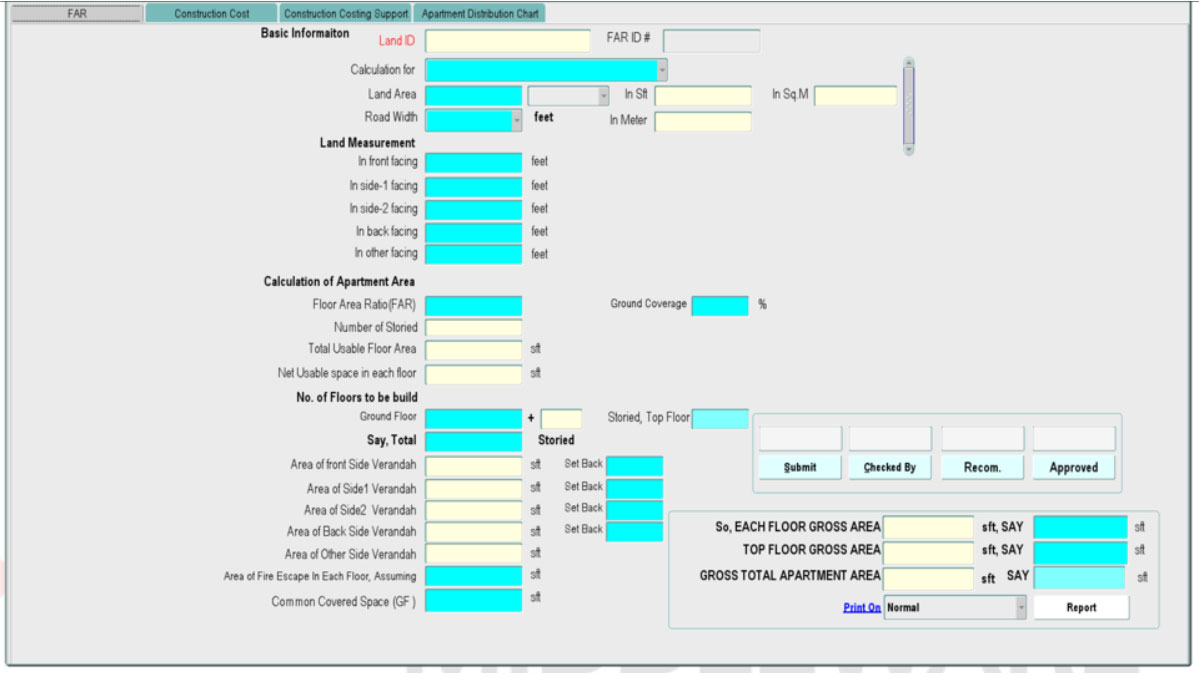 FAR Construction Cost Construction Costing Support Apartment Distribution Chart
Basic Informaiton
Land ID FAR ID #
Calculation for
Land Area In Sft In Sq.M
Road Width feet In Meter
Land Measurement
In front facing feet
In side-1 facing feet
In side-2 facing feet
In back facing feet
In other facing feet
Calculation of Apartment Area
Floor Area Ratio(FAR) Ground Coverage %
Number of Storied
Total Usable Floor Area sft
Net Usable space in each floor sft
No. of Floors to be build
Ground Floor + Storied, Top Floor
Say, Total Storied
Area of front Side Verandah sft Set Back
Area of Side1 Verandah sft Set Back
Area of Side2 Verandah sft Set Back
Area of Back Side Verandah sft Set Back
Area of Other Side Verandah sft
Area of Fire Escape In Each Floor, Assuming sft
Common Covered Space (GF ) sft
Submit Checked By Recom. Approved
So, EACH FLOOR GROSS AREA sft, SAY sft
TOP FLOOR GROSS AREA sft, SAY sft
GROSS TOTAL APARTMENT AREA sft SAY sft
Print On Normal Report